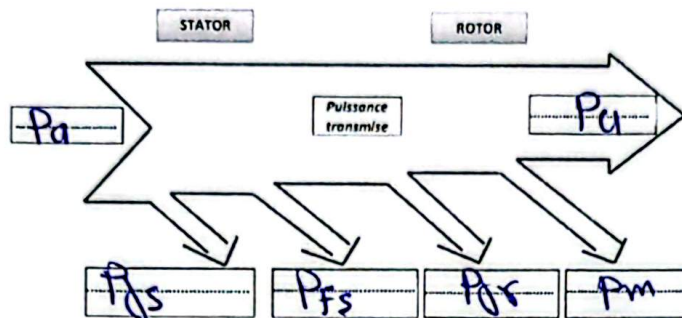 STATOR
ROTOR
Pa
Puissance
transmise
Pu
Pjs
Pfs
Pjr
Pm